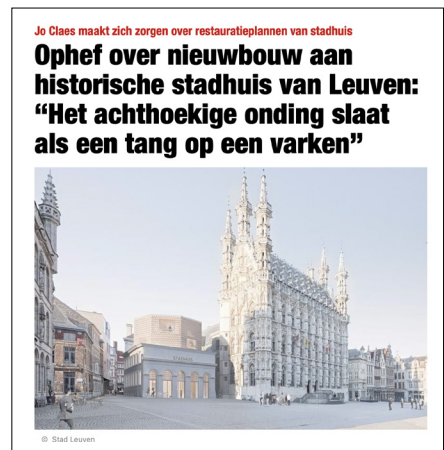 Jo Claes maakt zich zorgen over restauratieplannen van stadhuis
Ophef over nieuwbouw aan
historische stadhuis van Leuven:
“Het achthoekige onding slaat
als een tang op een varken”
© Stad Leuven